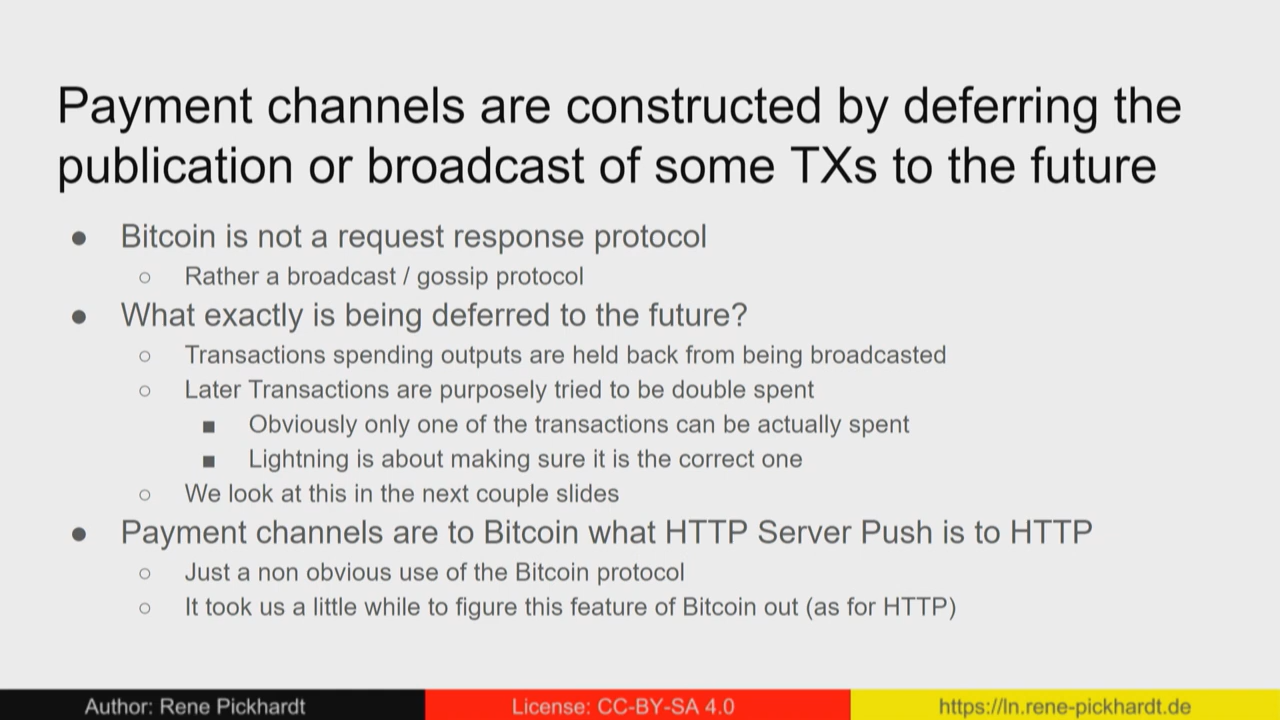 Payment channels are constructed by deferring the
publication or broadcast of some TXs to the future
● Bitcoin is not a request response protocol
○ Rather a broadcast / gossip protocol
● What exactly is being deferred to the future?
○ Transactions spending outputs are held back from being broadcasted
○ Later Transactions are purposely tried to be double spent
■ Obviously only one of the transactions can be actually spent
■ Lightning is about making sure it is the correct one
○ We look at this in the next couple slides
● Payment channels are to Bitcoin what HTTP Server Push is to HTTP
○ Just a non obvious use of the Bitcoin protocol
○ It took us a little while to figure this feature of Bitcoin out (as for HTTP)
Author: Rene Pickhardt
License: CC-BY-SA 4.0
https://ln.rene-pickhardt.de